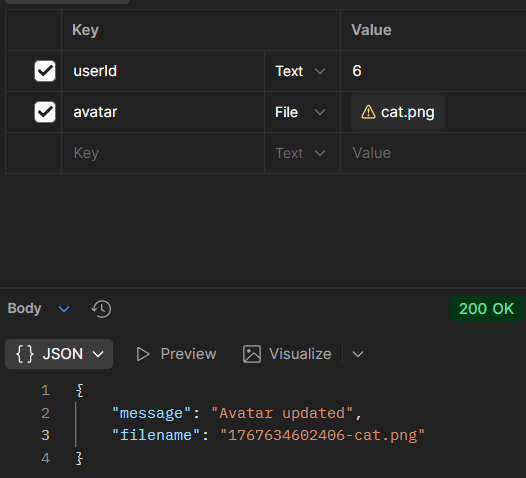 Key Value
userId Text 6
avatar File cat.png
Key Text Value
Body 200 OK
{} JSON Preview Visualize
1 {
2 "message": "Avatar updated",
3 "filename": "1767634602406-cat.png"
4 }